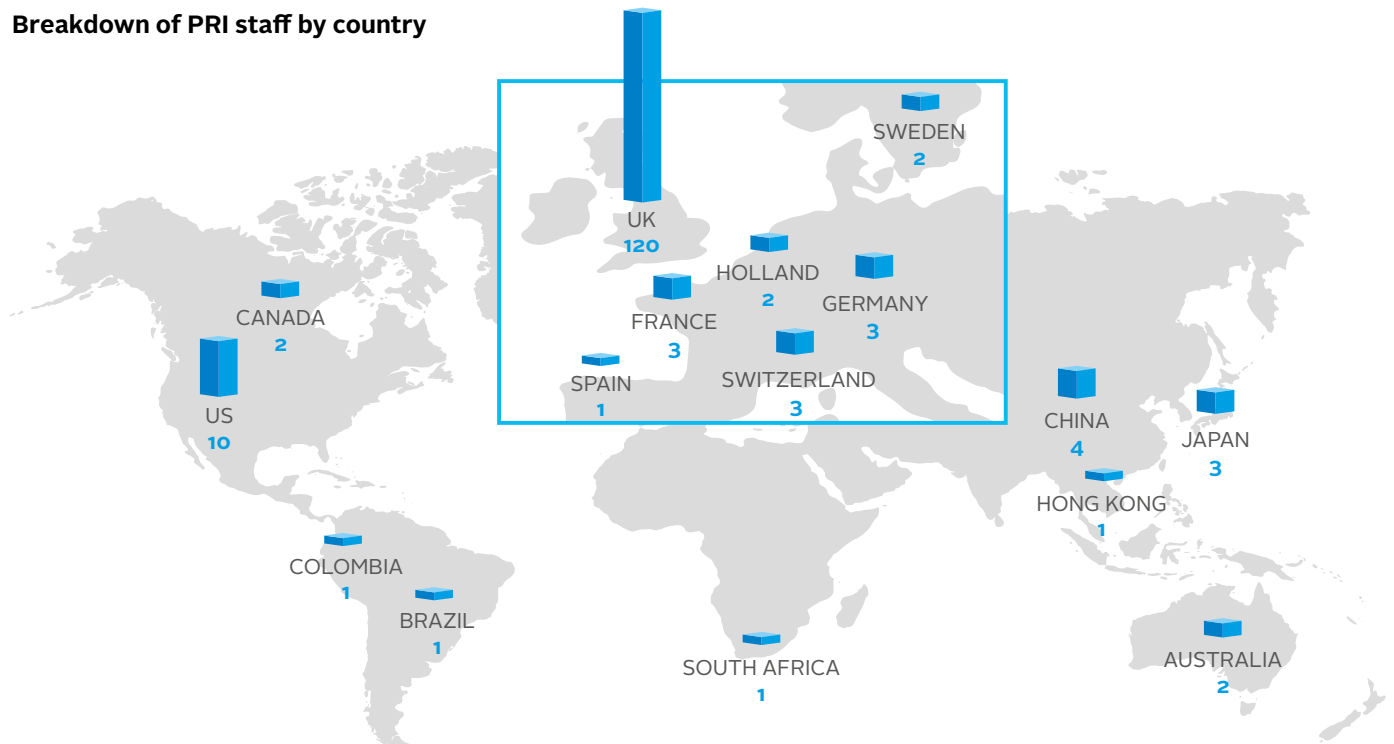 Breakdown of PRI staff by country
SWEDEN
2
UK
120
HOLLAND
2
GERMANY
3
FRANCE
3
SPAIN
1
SWITZERLAND
3
CANADA
2
US
10
CHINA
4
JAPAN
3
HONG KONG
1
COLOMBIA
1
BRAZIL
1
SOUTH AFRICA
1
AUSTRALIA
2